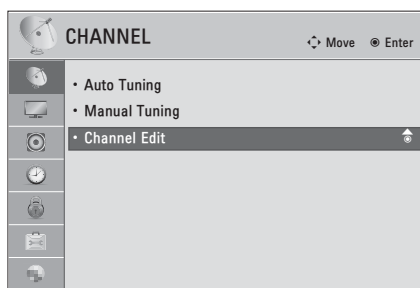 CHANNEL
Move Enter
• Auto Tuning
• Manual Tuning
• Channel Edit